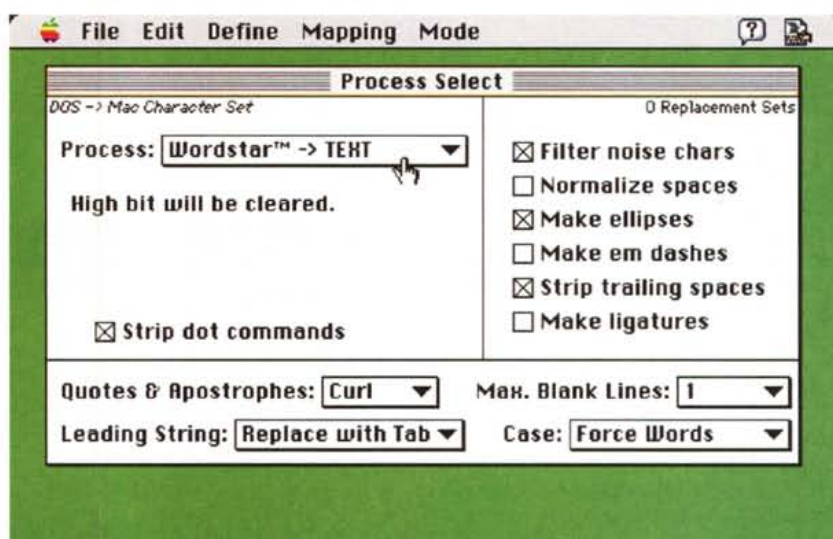 File Edit Define Mapping Mode
Process Select
DOS -> Mac Character Set
0 Replacement Sets
Process: Wordstar™ -> TEXT
High bit will be cleared.
Strip dot commands
Filter noise chars
Normalize spaces
Make ellipses
Make em dashes
Strip trailing spaces
Make ligatures
Quotes & Apostrophes: Curl
Max. Blank Lines: 1
Leading String: Replace with Tab
Case: Force Words